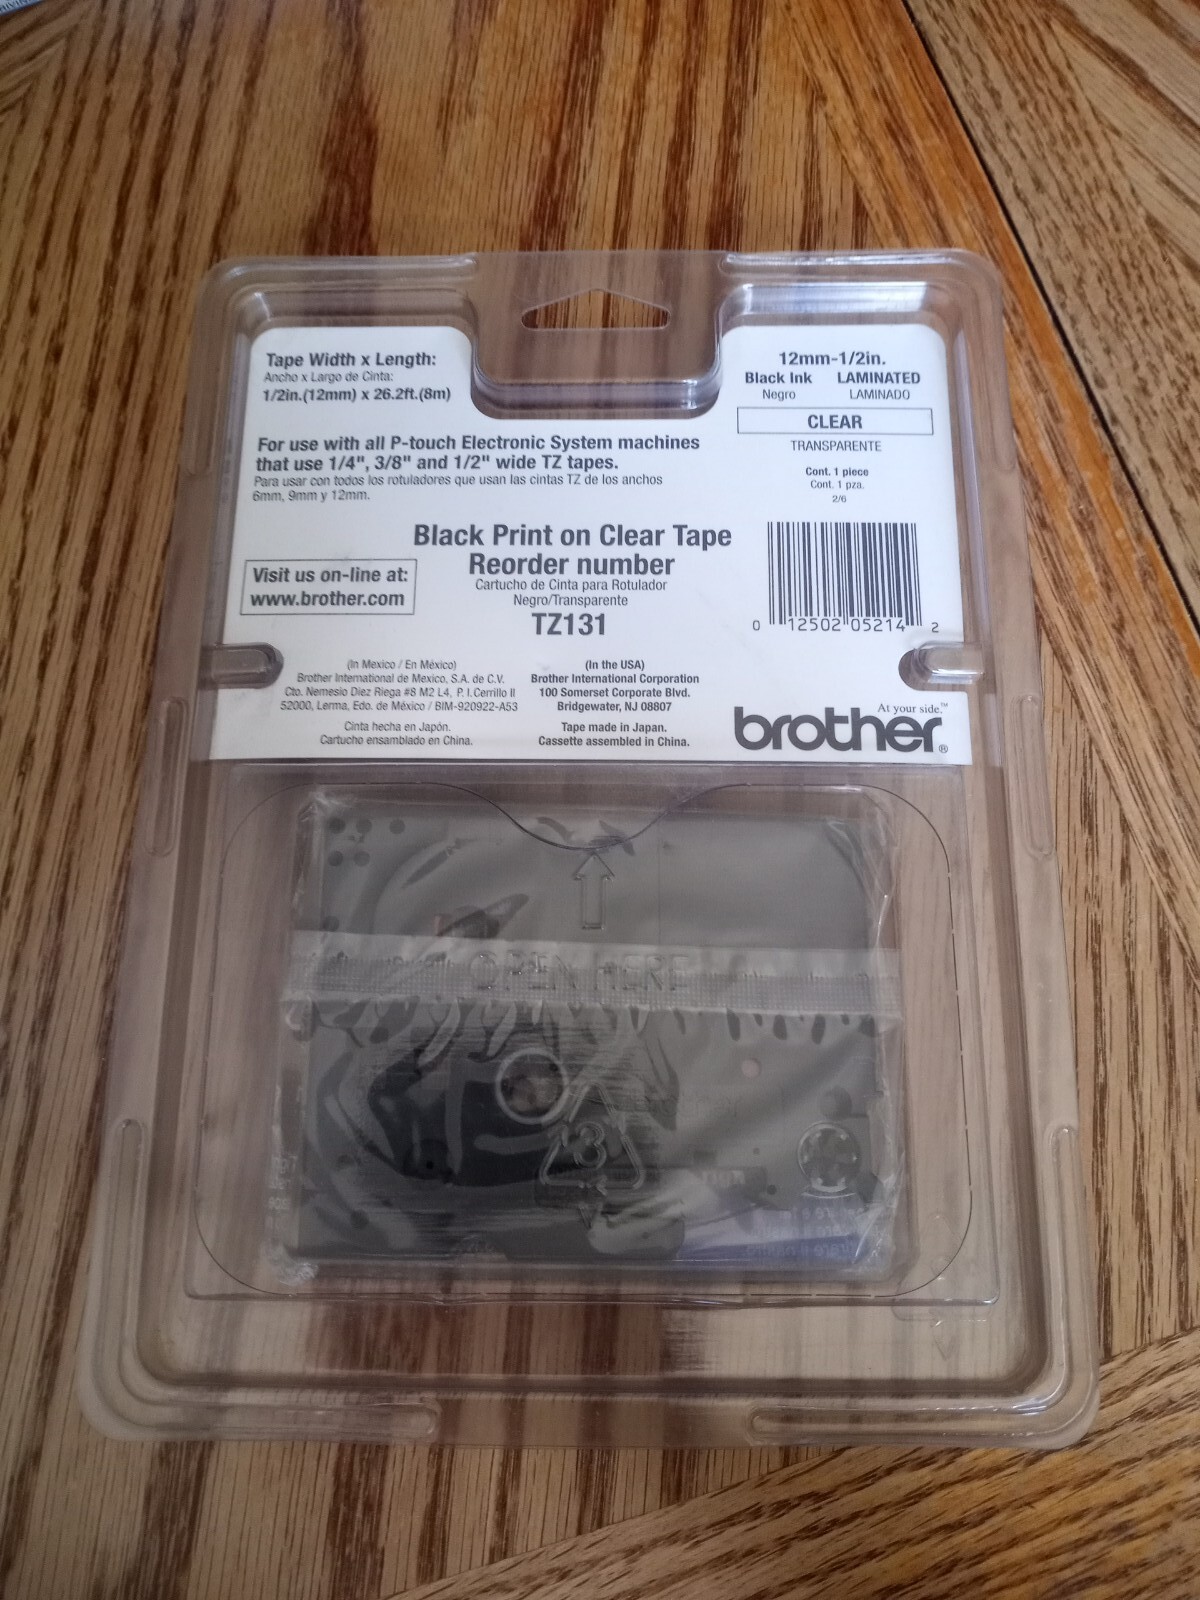 Tape Width x Length:
Ancho x Largo de Cinta:
1/2in.(12mm) x 26.2ft.(8m)
12mm-1/2in.
Black Ink LAMINATED
Negro LAMINADO
CLEAR
TRANSPARENTE
Cont. 1 piece
Cont. 1 pza.
2/6
For use with all P-touch Electronic System machines
that use 1/4", 3/8" and 1/2" wide TZ tapes.
Para usar con todos los rotuladores que usan las cintas TZ de los anchos
6mm, 9mm y 12mm.
Black Print on Clear Tape
Reorder number
Cartucho de Cinta para Rotulador
Negro/Transparente
TZ131
Visit us on-line at:
www.brother.com
0 12502 05214 2
(In Mexico / En México)
Brother International de Mexico, S.A. de C.V.
Cto. Nemesio Diez Riega #8 M2 L4, P. I. Cerrillo II
52000, Lerma, Edo. de México / BIM-920922-A53
Cinta hecha en Japón.
Cartucho ensamblado en China.
(In the USA)
Brother International Corporation
100 Somerset Corporate Blvd.
Bridgewater, NJ 08807
Tape made in Japan.
Cassette assembled in China.
At your side.™
brother®
OPEN HERE
3